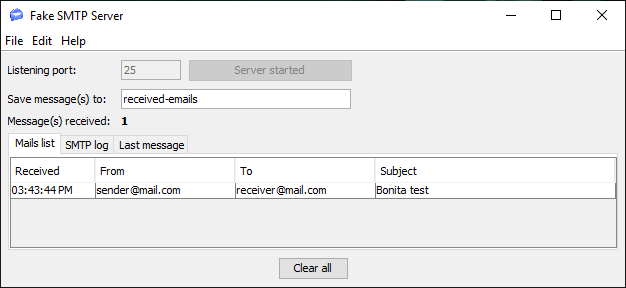 Fake SMTP Server
File Edit Help
Listening port: 25 Server started
Save message(s) to: received-emails
Message(s) received: 1
Mails list SMTP log Last message
Received From To Subject
03:43:44 PM sender@mail.com receiver@mail.com Bonita test
Clear all